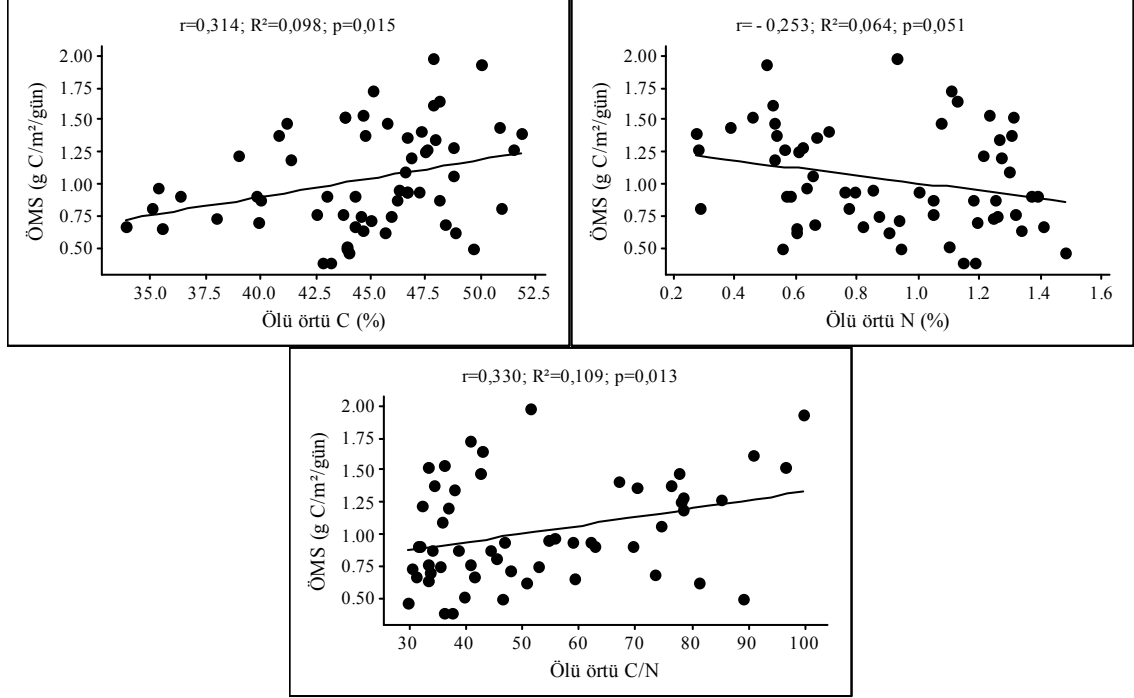 r=0,314; R²=0,098; p=0,015
ÖMS (g C/m²/gün)
2.00
1.75
1.50
1.25
1.00
0.75
0.50
35.0 37.5 40.0 42.5 45.0 47.5 50.0 52.5
Ölü örtü C (%)
r= - 0,253; R²=0,064; p=0,051
ÖMS (g C/m²/gün)
2.00
1.75
1.50
1.25
1.00
0.75
0.50
0.2 0.4 0.6 0.8 1.0 1.2 1.4 1.6
Ölü örtü N (%)
r=0,330; R²=0,109; p=0,013
ÖMS (g C/m²/gün)
2.00
1.75
1.50
1.25
1.00
0.75
0.50
30 40 50 60 70 80 90 100
Ölü örtü C/N